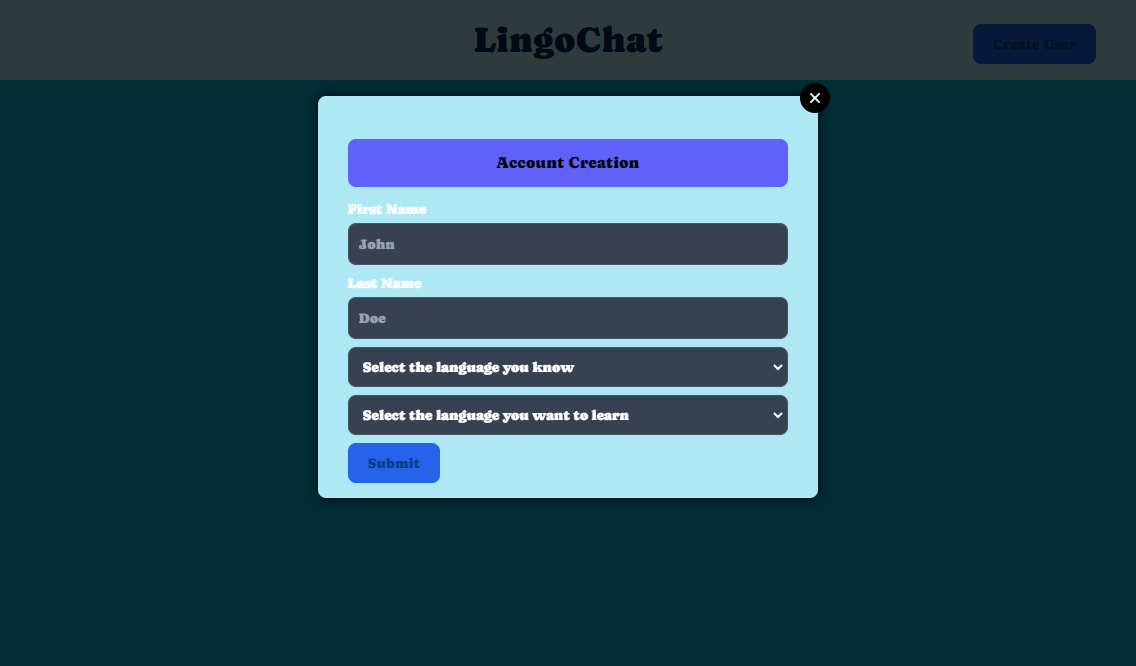 LingoChat
Create User
Account Creation
First Name
John
Last Name
Doe
Select the language you know
Select the language you want to learn
Submit